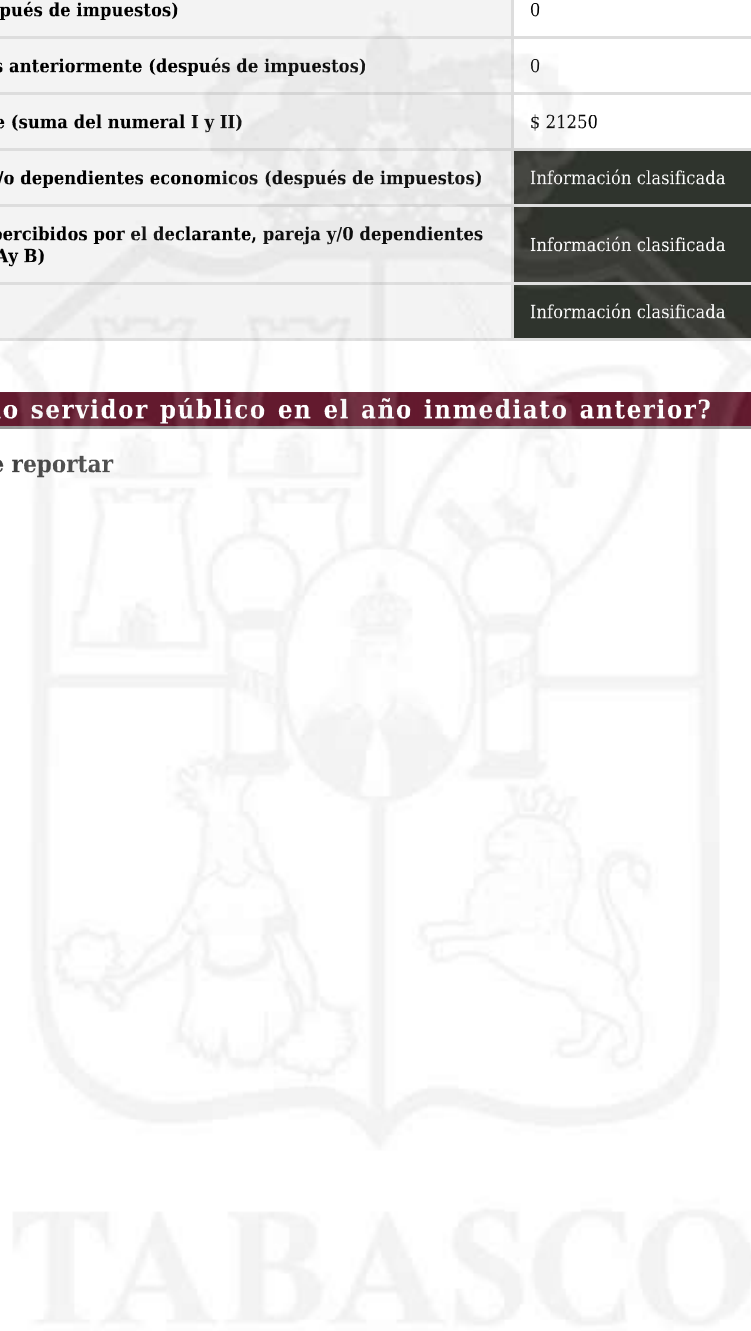 pués de impuestos) 0
s anteriormente (después de impuestos) 0
e (suma del numeral I y II) $ 21250
/o dependientes economicos (después de impuestos) Información clasificada
percibidos por el declarante, pareja y/0 dependientes Información clasificada
Ay B)
Información clasificada
o servidor público en el año inmediato anterior?
e reportar
TABASCO